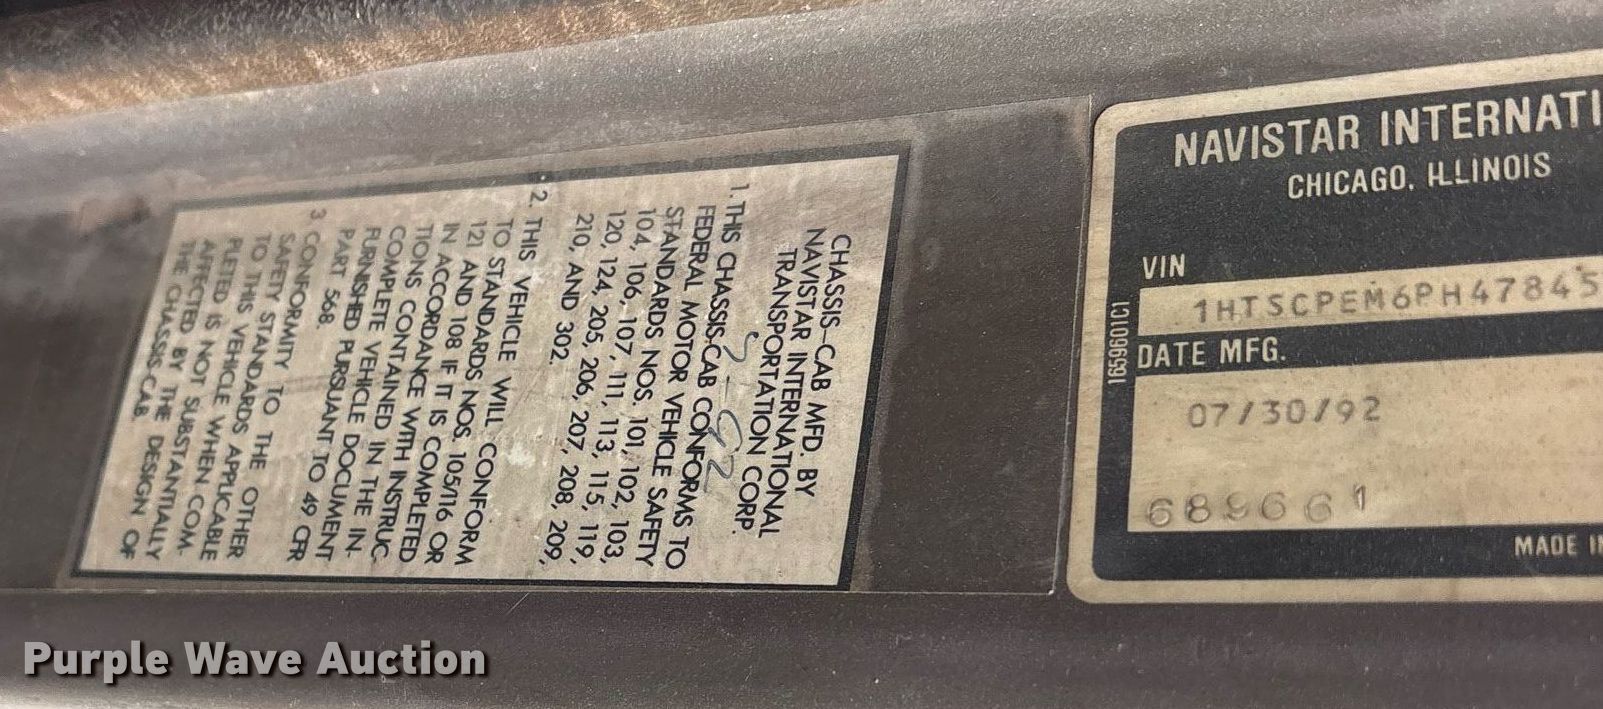 CHASSIS-CAB MFD. BY
NAVISTAR INTERNATIONAL
TRANSPORTATION CORP.
1. THIS CHASSIS-CAB CONFORMS TO
FEDERAL MOTOR VEHICLE SAFETY
STANDARDS NOS. 101, 102, 103,
104, 106, 107, 111, 113, 115, 119,
120, 124, 205, 206, 207, 208, 209,
210, AND 302.
2. THIS VEHICLE WILL CONFORM
TO STANDARDS NOS. 105/116 OR
121 AND 108 IF IT IS COMPLETED
IN ACCORDANCE WITH INSTRUC-
TIONS CONTAINED IN THE IN-
COMPLETE VEHICLE DOCUMENT
FURNISHED PURSUANT TO 49 CFR
PART 568.
3 CONFORMITY TO THE OTHER
SAFETY STANDARDS APPLICABLE
TO THIS VEHICLE WHEN COM-
PLETED IS NOT SUBSTANTIALLY
AFFECTED BY THE DESIGN OF
THE CHASSIS-CAB.
NAVISTAR INTERNATI
CHICAGO, ILLINOIS
VIN
1HTSCPEM6PH47845
DATE MFG.
07/30/92
689661
MADE IN
1659601C1
Purple Wave Auction